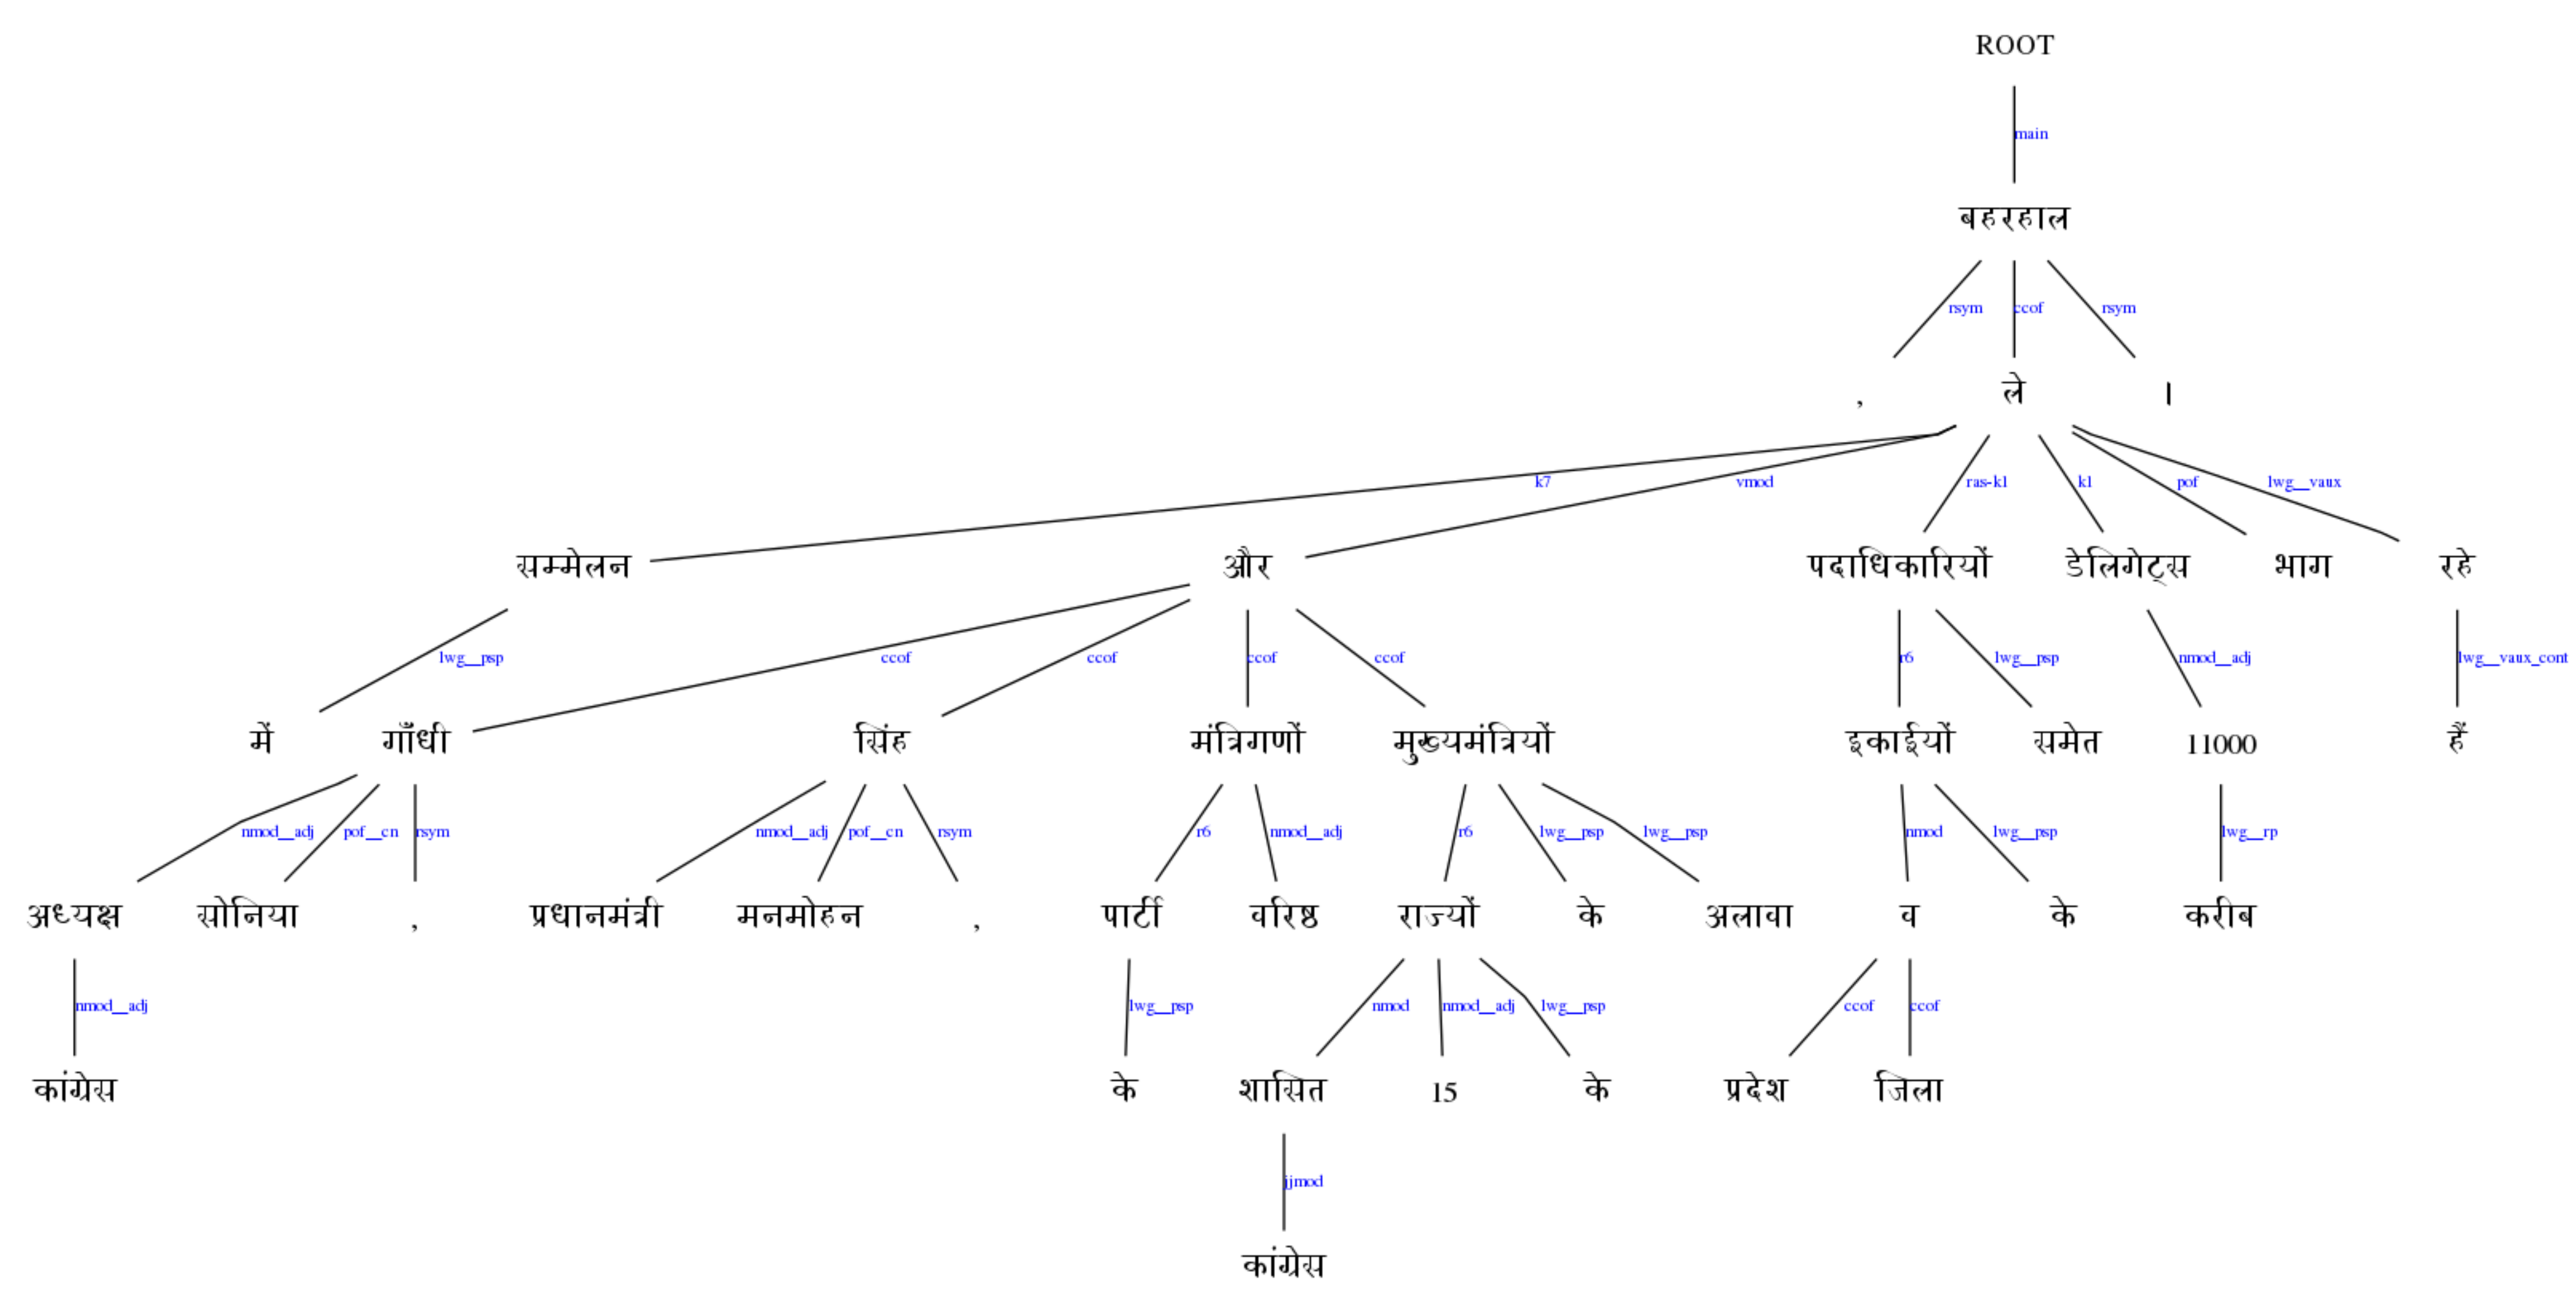 ROOT
main
बहरहाल
rsym ccof rsym
, ले ।
k7 vmod ras-k1 k1 pof lwg__vaux
सम्मेलन और पदाधिकारियों डेलिगेट्स भाग रहे
lwg__psp ccof ccof ccof ccof r6 lwg__psp nmod__adj lwg__vaux_cont
में गाँधी सिंह मंत्रिगणों मुख्यमंत्रियों इकाईयों समेत 11000 हैं
nmod__adj pof__cn rsym nmod__adj pof__cn rsym r6 nmod__adj r6 lwg__psp lwg__psp nmod lwg__psp lwg__rp
अध्यक्ष सोनिया , प्रधानमंत्री मनमोहन , पार्टी वरिष्ठ राज्यों के अलावा व के करीब
nmod__adj lwg__psp nmod nmod__adj lwg__psp ccof ccof
कांग्रेस के शासित 15 के प्रदेश जिला
jjmod
कांग्रेस